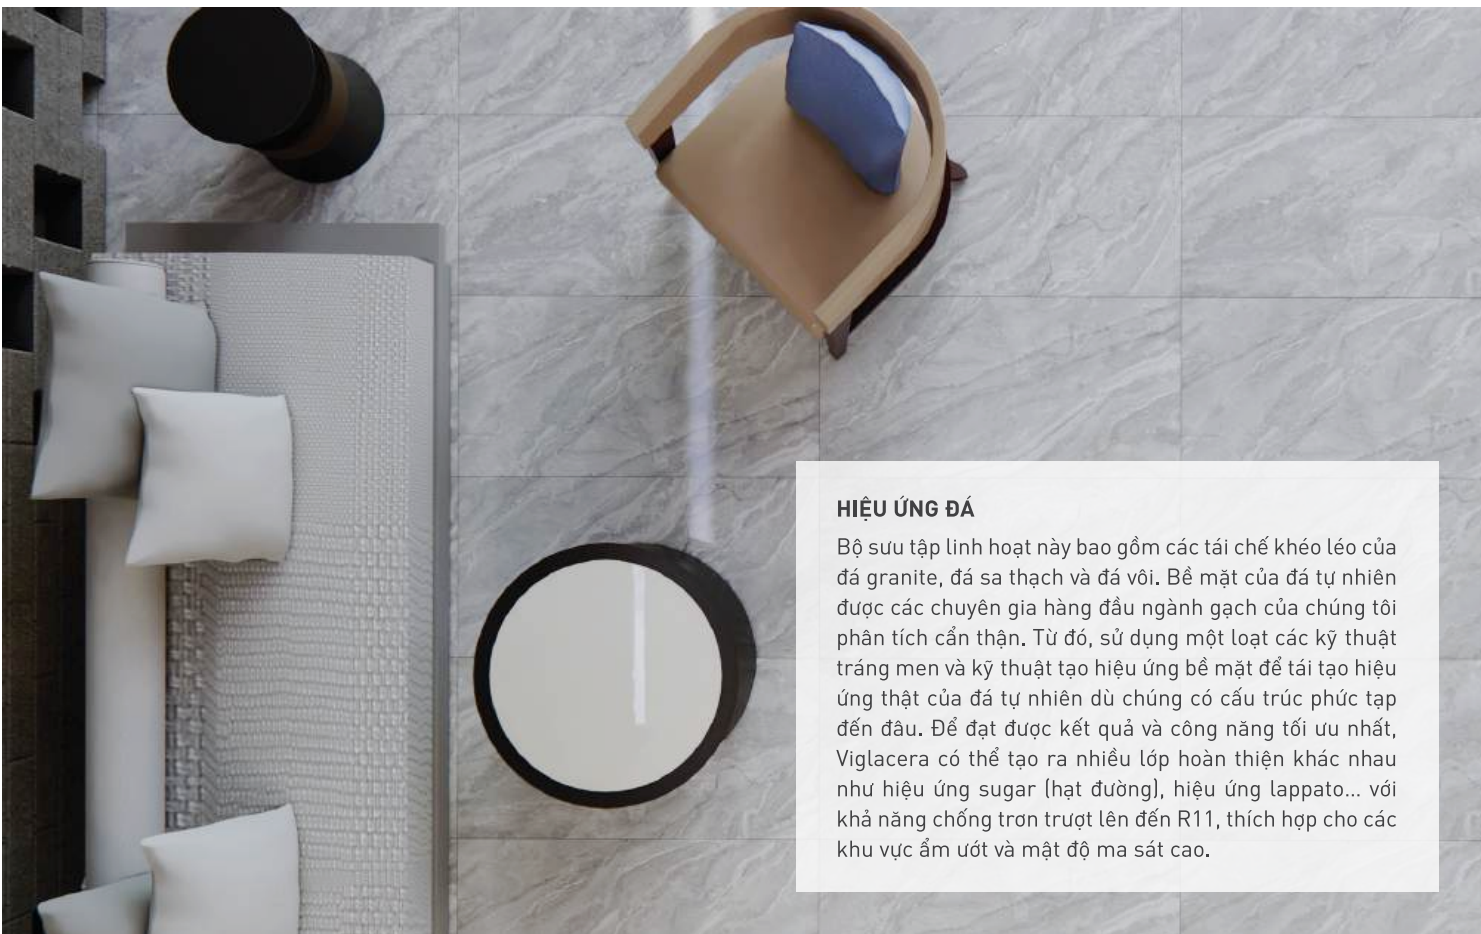 HIỆU ỨNG ĐÁ
Bộ sưu tập linh hoạt này bao gồm các tái chế khéo léo của
đá granite, đá sa thạch và đá vôi. Bề mặt của đá tự nhiên
được các chuyên gia hàng đầu ngành gạch của chúng tôi
phân tích cẩn thận. Từ đó, sử dụng một loạt các kỹ thuật
tráng men và kỹ thuật tạo hiệu ứng bề mặt để tái tạo hiệu
ứng thật của đá tự nhiên dù chúng có cấu trúc phức tạp
đến đâu. Để đạt được kết quả và công năng tối ưu nhất,
Viglacera có thể tạo ra nhiều lớp hoàn thiện khác nhau
như hiệu ứng sugar (hạt đường), hiệu ứng lappato... với
khả năng chống trơn trượt lên đến R11, thích hợp cho các
khu vực ẩm ướt và mật độ ma sát cao.